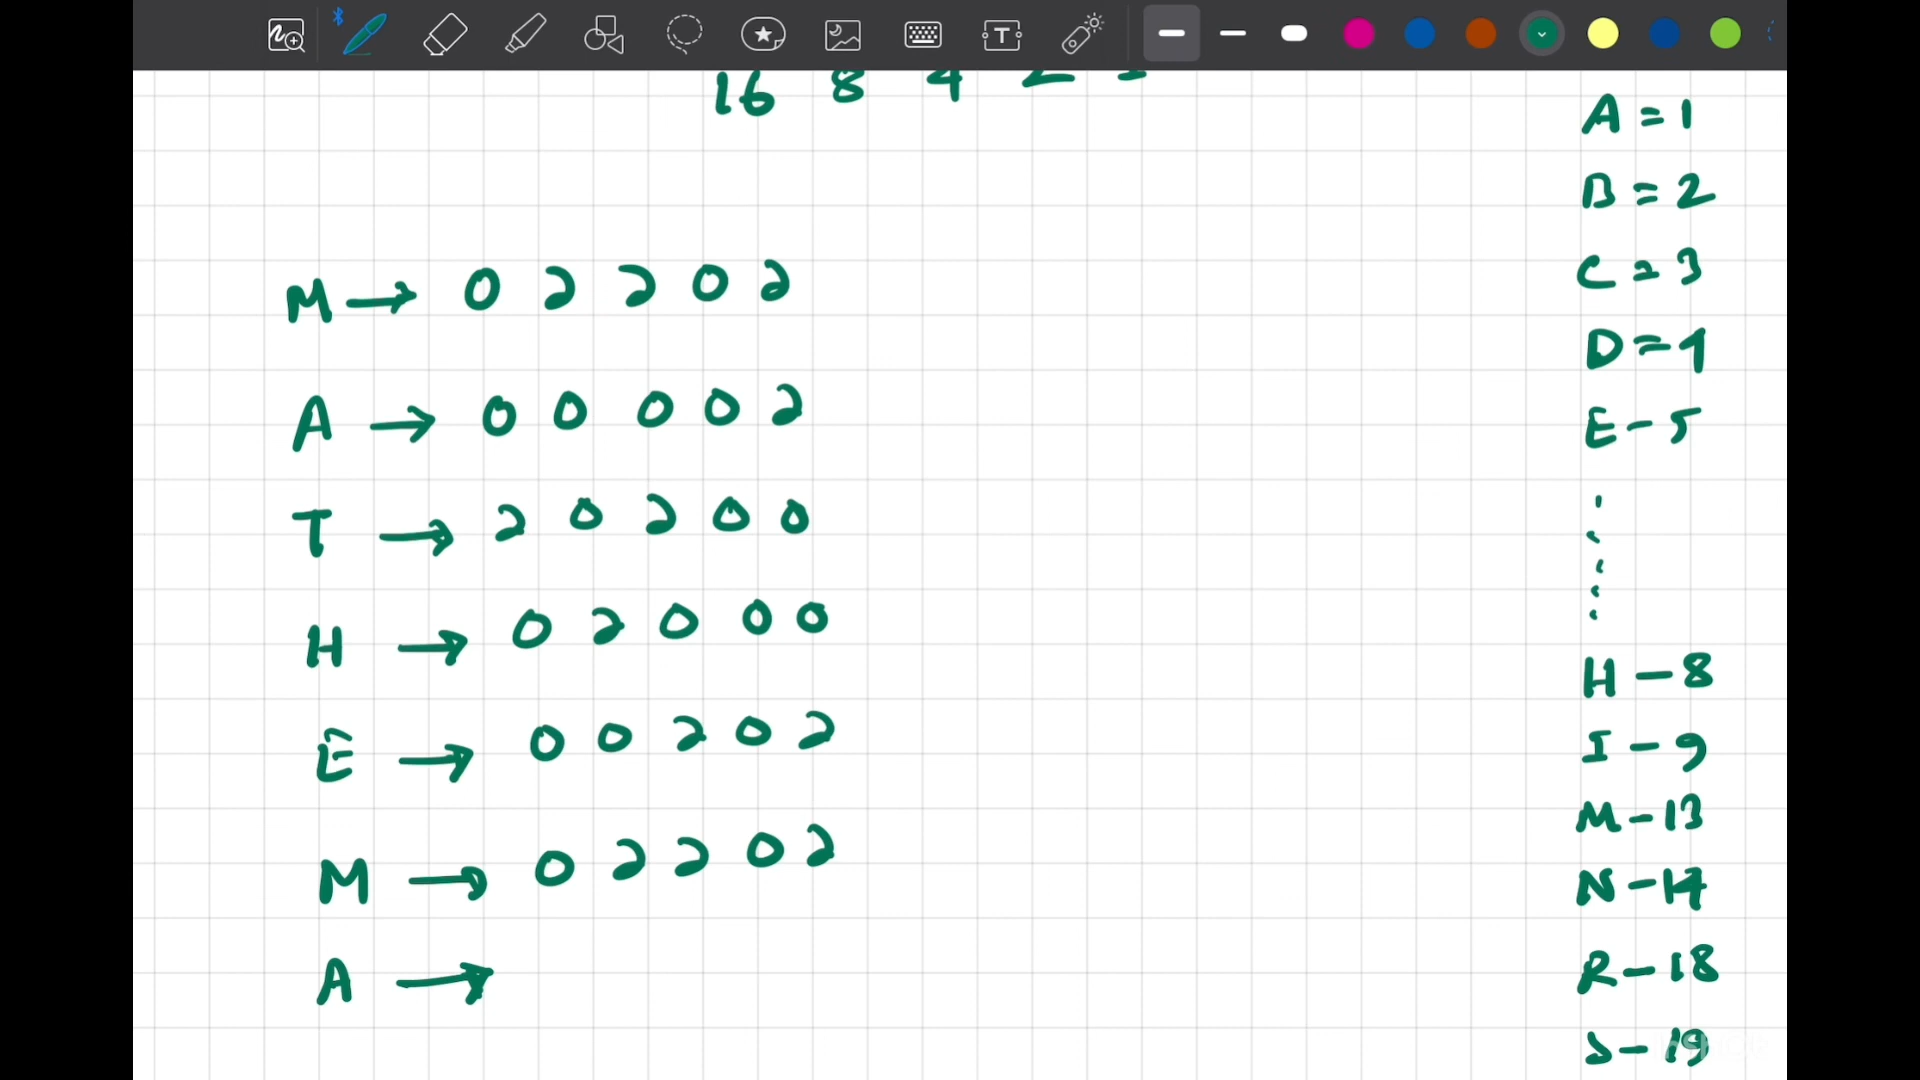 16 8 4 2 1
M → 0 2 2 0 2
A → 0 0 0 0 2
T → 2 0 2 0 0
H → 0 2 0 0 0
E → 0 0 2 0 2
M → 0 2 2 0 2
A →
A = 1
B = 2
C = 3
D = 4
E - 5
H - 8
I - 9
M - 13
N - 14
R - 18
S - 19